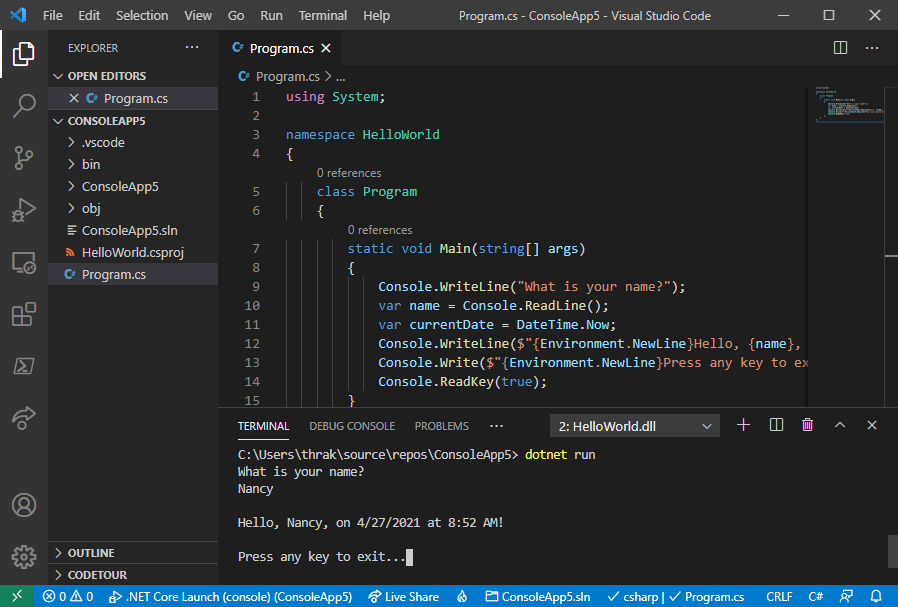 File Edit Selection View Go Run Terminal Help Program.cs - ConsoleApp5 - Visual Studio Code
EXPLORER
OPEN EDITORS
Program.cs
CONSOLEAPP5
.vscode
bin
ConsoleApp5
obj
ConsoleApp5.sln
HelloWorld.csproj
Program.cs
OUTLINE
CODETOUR
Program.cs
Program.cs > ...
1 using System;
2
3 namespace HelloWorld
4 {
0 references
5 class Program
6 {
0 references
7 static void Main(string[] args)
8 {
9 Console.WriteLine("What is your name?");
10 var name = Console.ReadLine();
11 var currentDate = DateTime.Now;
12 Console.WriteLine($"{Environment.NewLine}Hello, {name},
13 Console.Write($"{Environment.NewLine}Press any key to ex
14 Console.ReadKey(true);
15 }
TERMINAL DEBUG CONSOLE PROBLEMS ... 2: HelloWorld.dll
C:\Users\thrak\source\repos\ConsoleApp5> dotnet run
What is your name?
Nancy
Hello, Nancy, on 4/27/2021 at 8:52 AM!
Press any key to exit...
0 0 .NET Core Launch (console) (ConsoleApp5) Live Share ConsoleApp5.sln csharp | Program.cs CRLF C#